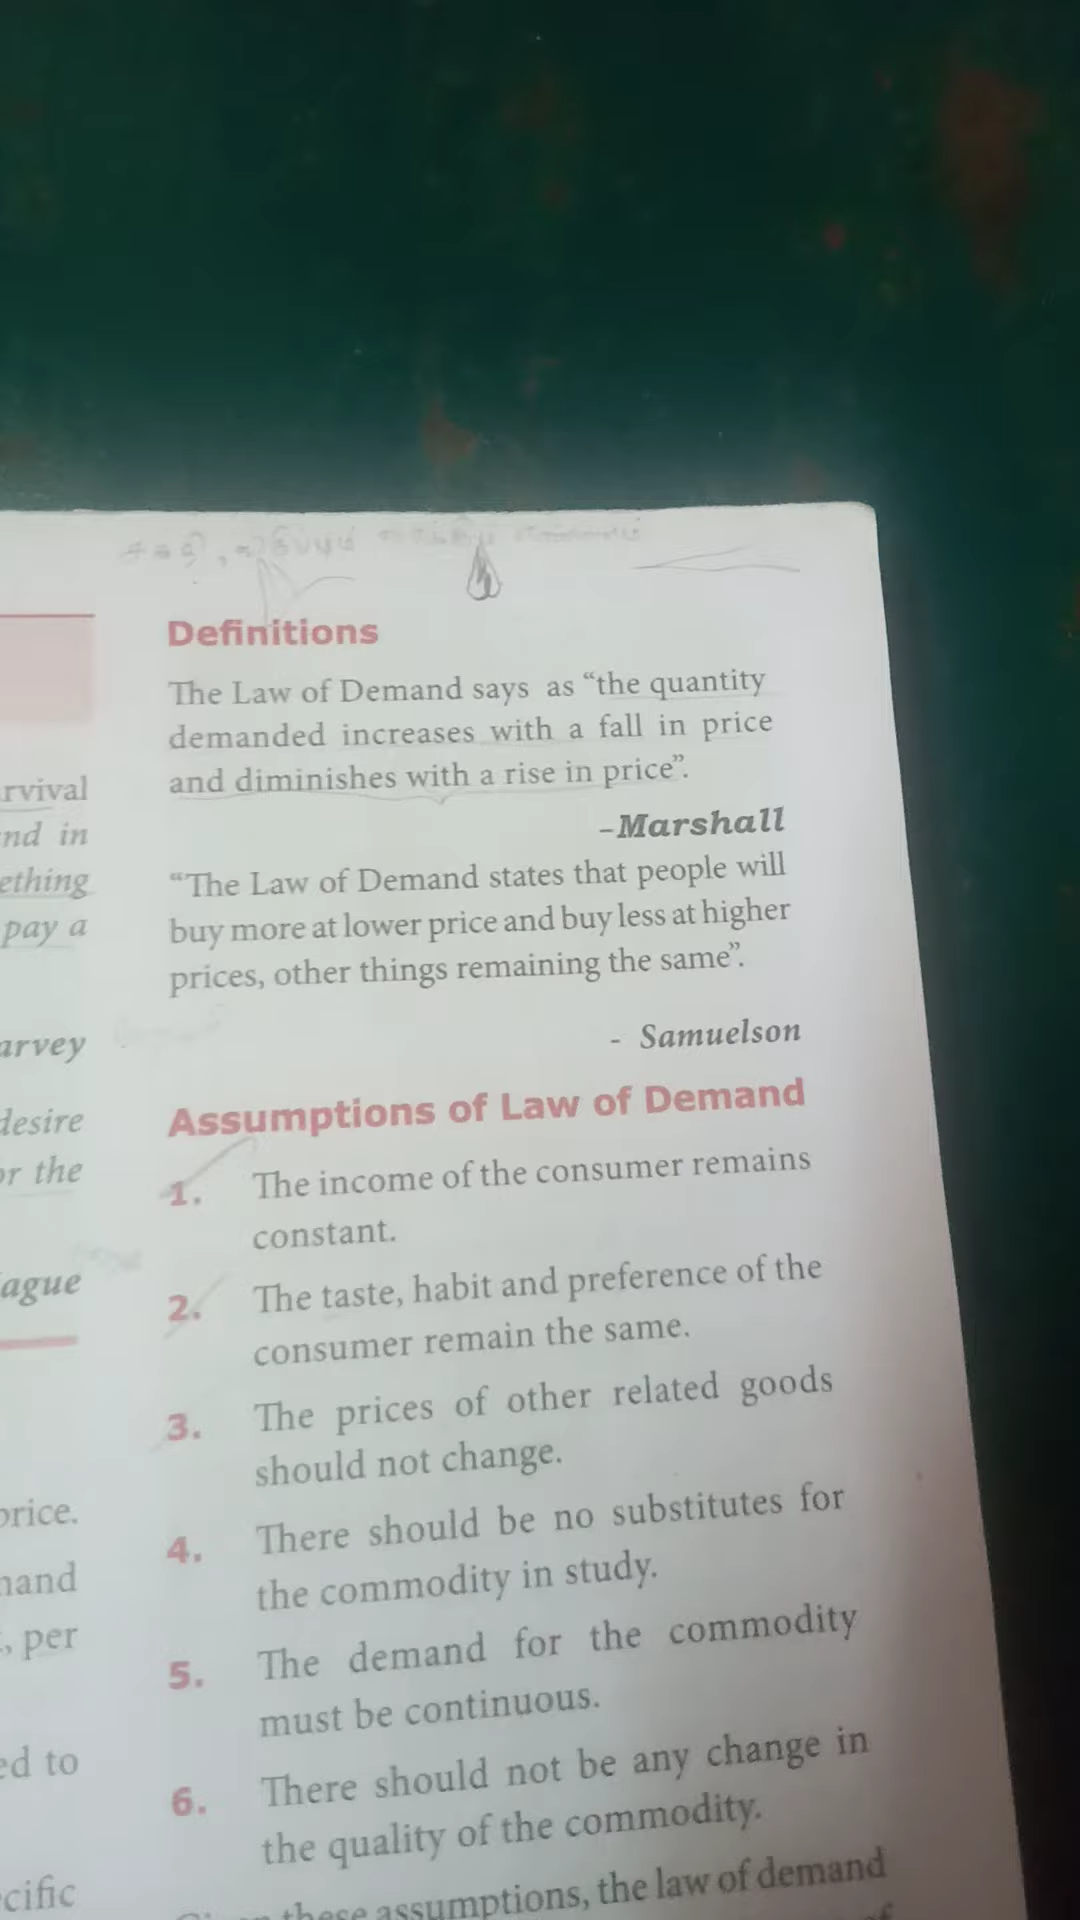 rvival
nd in
ething
pay a
arvey
desire
or the
ague
price.
nand
, per
ed to
cific
Definitions
The Law of Demand says as “the quantity
demanded increases with a fall in price
and diminishes with a rise in price”.
–Marshall
“The Law of Demand states that people will
buy more at lower price and buy less at higher
prices, other things remaining the same”.
- Samuelson
Assumptions of Law of Demand
1. The income of the consumer remains
constant.
2. The taste, habit and preference of the
consumer remain the same.
3. The prices of other related goods
should not change.
4. There should be no substitutes for
the commodity in study.
5. The demand for the commodity
must be continuous.
6. There should not be any change in
the quality of the commodity.
these assumptions, the law of demand